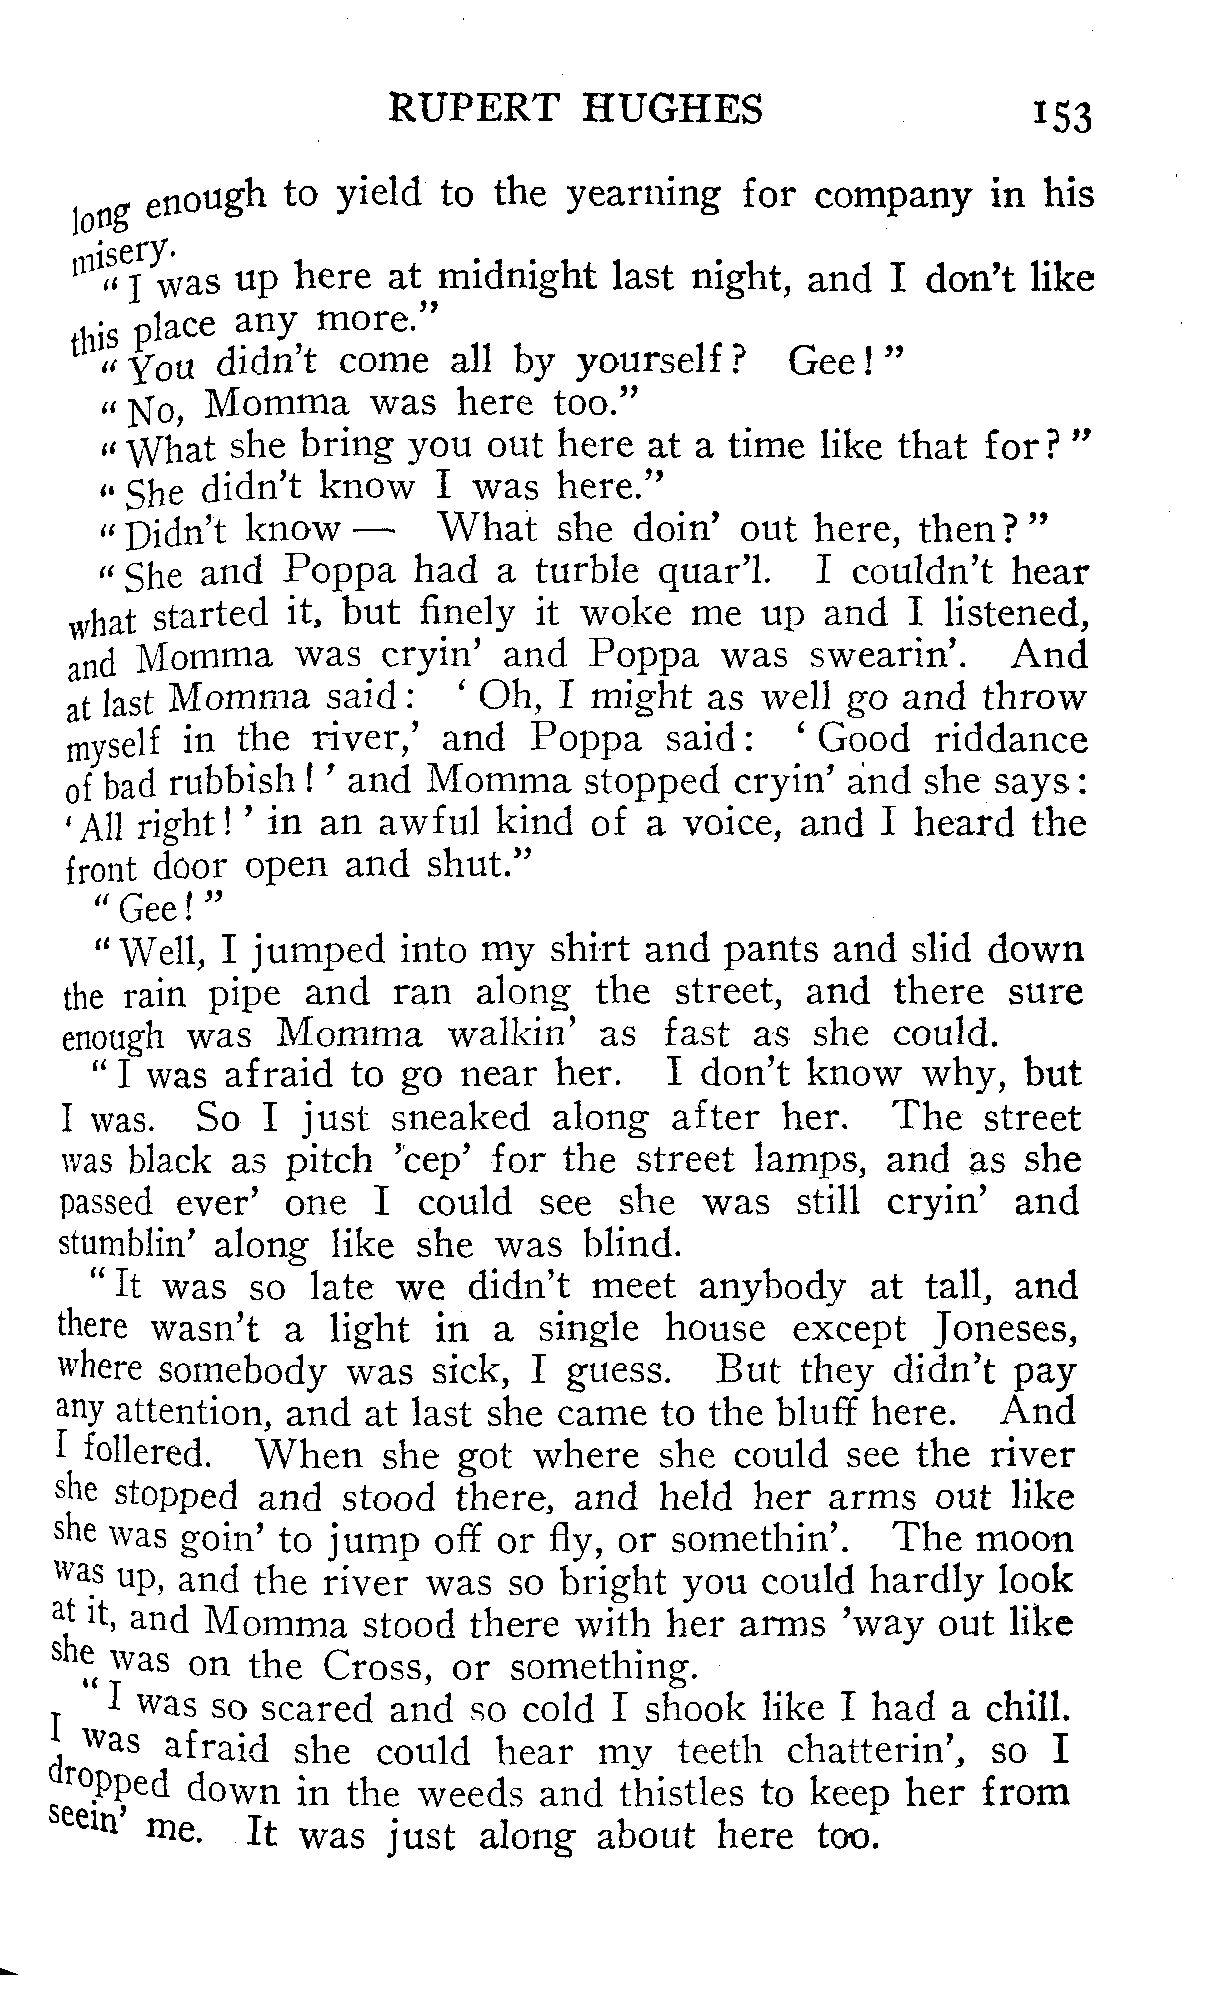 RUPERT HUGHES 153
long enough to yield to the yearning for company in his
misery.
"I was up here at midnight last night, and I don't like
this place any more."
"You didn't come all by yourself? Gee!"
"No, Momma was here too."
"What she bring you out here at a time like that for?"
"She didn't know I was here."
"Didn't know — What she doin' out here, then?"
"She and Poppa had a turble quar'l. I couldn't hear
what started it, but finely it woke me up and I listened,
and Momma was cryin' and Poppa was swearin'. And
at last Momma said: 'Oh, I might as well go and throw
myself in the river,' and Poppa said: 'Good riddance
of bad rubbish!' and Momma stopped cryin' and she says:
'All right!' in an awful kind of a voice, and I heard the
front door open and shut."
"Gee!"
"Well, I jumped into my shirt and pants and slid down
the rain pipe and ran along the street, and there sure
enough was Momma walkin' as fast as she could.
"I was afraid to go near her. I don't know why, but
I was. So I just sneaked along after her. The street
was black as pitch 'cep' for the street lamps, and as she
passed ever' one I could see she was still cryin' and
stumblin' along like she was blind.
"It was so late we didn't meet anybody at tall, and
there wasn't a light in a single house except Joneses,
where somebody was sick, I guess. But they didn't pay
any attention, and at last she came to the bluff here. And
I follered. When she got where she could see the river
she stopped and stood there, and held her arms out like
she was goin' to jump off or fly, or somethin'. The moon
was up, and the river was so bright you could hardly look
at it, and Momma stood there with her arms 'way out like
she was on the Cross, or something.
"I was so scared and so cold I shook like I had a chill.
I was afraid she could hear my teeth chatterin', so I
dropped down in the weeds and thistles to keep her from
seein' me. It was just along about here too.